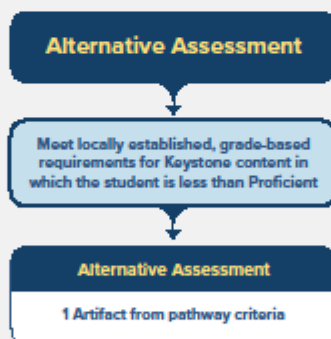 Alternative Assessment
Meet locally established, grade-based
requirements for Keystone content in
which the student is less than Proficient
Alternative Assessment
1 Artifact from pathway criteria